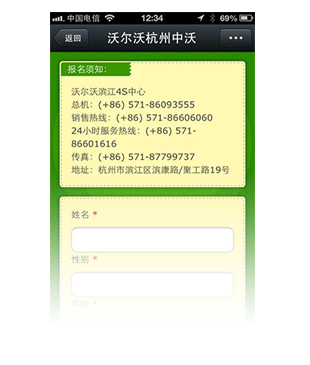 中国电信 12:34 69%
返回 沃尔沃杭州中沃
报名须知：
沃尔沃滨江4S中心
总机：(+86) 571-86093555
销售热线：(+86) 571-86606060
24小时服务热线：(+86) 571-
86601616
传真：(+86) 571-87799737
地址：杭州市滨江区滨康路/聚工路19号
姓名 *
性别 *
年龄 *